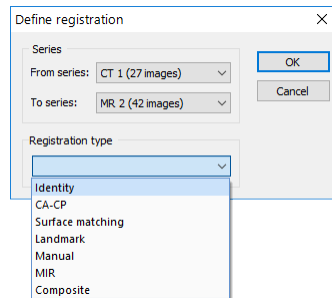 Define registration
Series
From series: CT 1 (27 images)
To series: MR 2 (42 images)
OK
Cancel
Registration type
Identity
CA-CP
Surface matching
Landmark
Manual
MIR
Composite